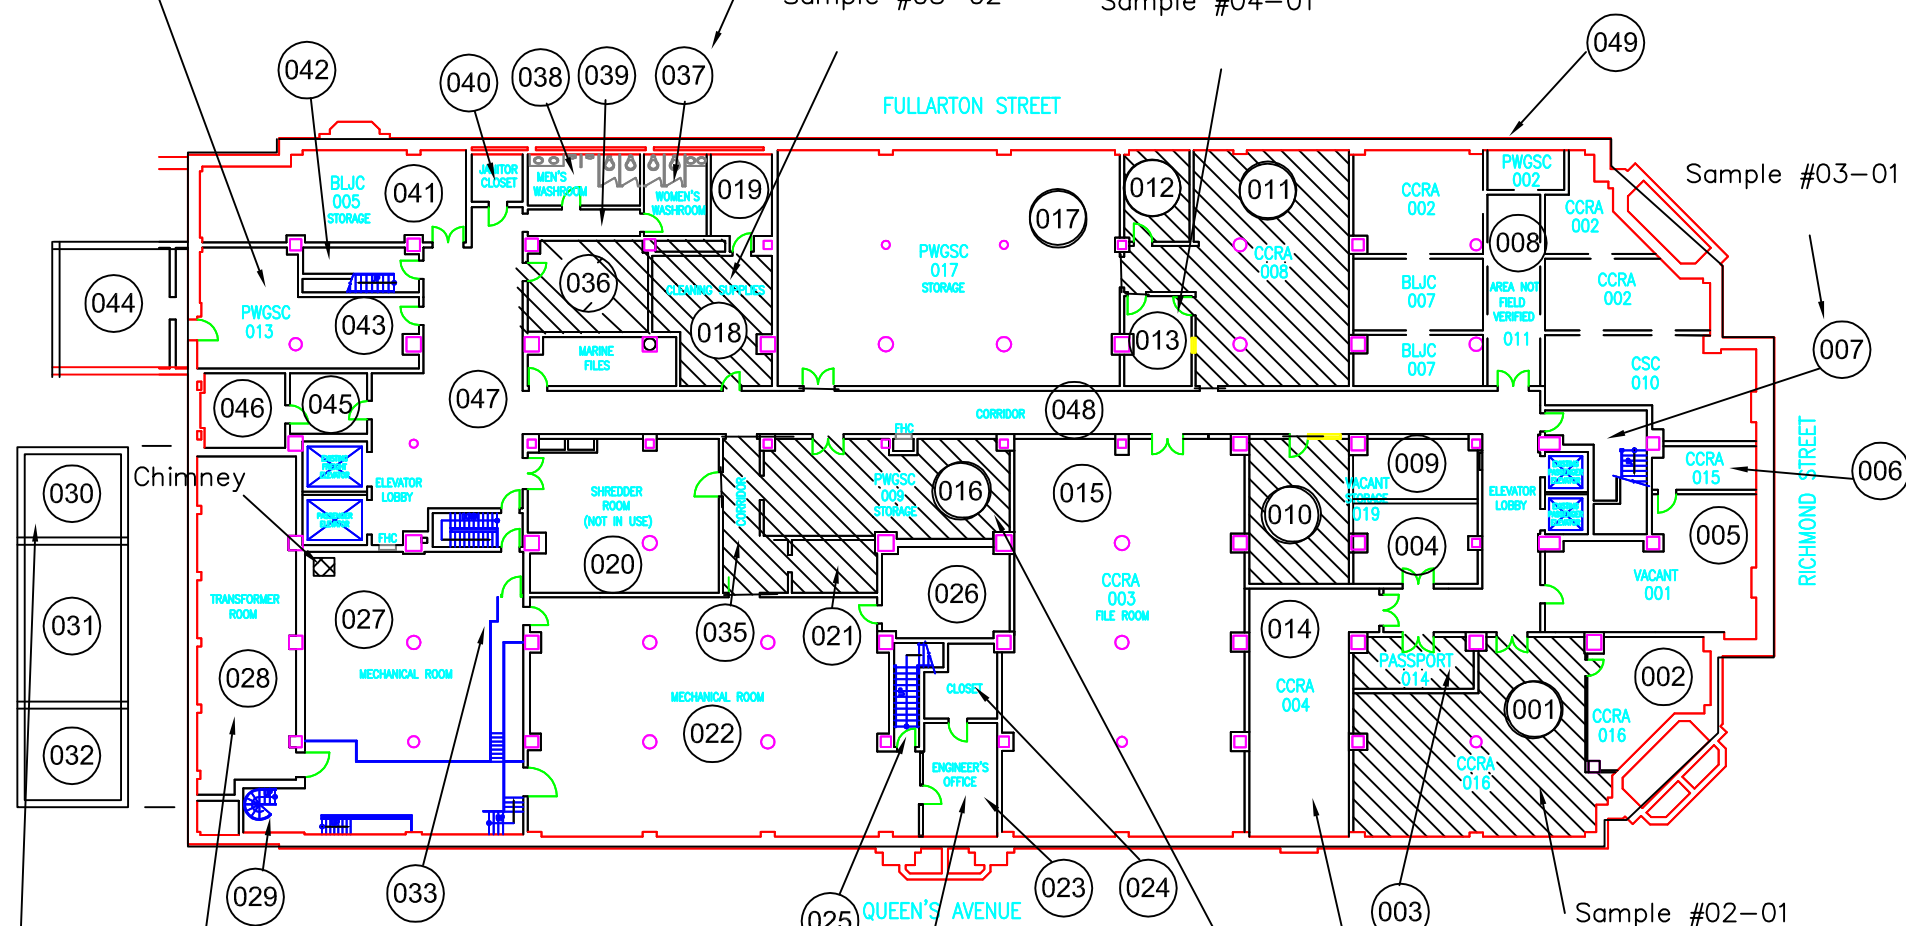 Sample #03-02
Sample #04-01
049
042
040
038
039
037
FULLARTON STREET
Sample #03-01
BLJC
005
STORAGE
041
JANITOR
CLOSET
MEN'S
WASHROOM
WOMEN'S
WASHROOM
019
017
012
011
CCRA
002
PWGSC
002
CCRA
002
008
PWGSC
017
STORAGE
CCRA
008
044
PWGSC
013
043
036
CLEANING SUPPLIES
018
MARINE
FILES
013
BLJC
007
BLJC
007
AREA NOT
FIELD
VERIFIED
011
CCRA
002
CSC
010
007
046
045
047
048
CORRIDOR
FHC
RICHMOND STREET
Chimney
030
031
032
ELEVATOR
LOBBY
FHC
SHREDDER
ROOM
(NOT IN USE)
020
CORRIDOR
PWGSC
009
STORAGE
016
015
010
009
VACANT
STORAGE
019
004
ELEVATOR
LOBBY
CCRA
015
006
005
VACANT
001
TRANSFORMER
ROOM
028
027
MECHANICAL ROOM
035
021
026
CCRA
003
FILE ROOM
014
CCRA
004
PASSPORT
014
001
002
CCRA
016
CCRA
016
MECHANICAL ROOM
022
CLOSET
ENGINEER'S
OFFICE
029
033
025
QUEEN'S AVENUE
023
024
003
Sample #02-01